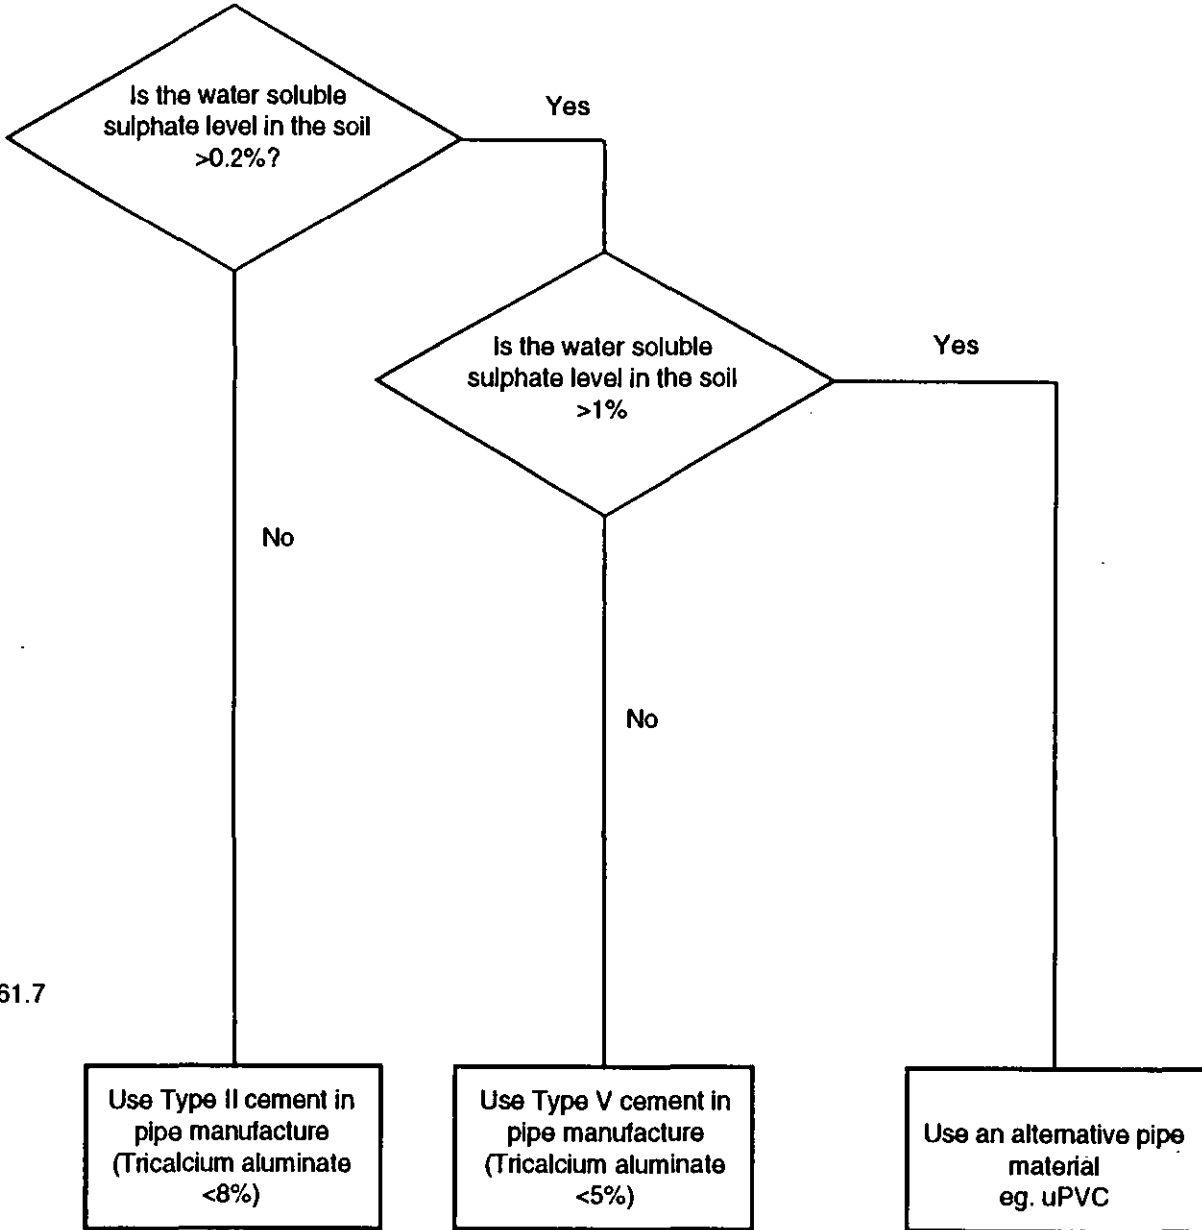 Is the water soluble
sulphate level in the soil
>0.2%?
Yes
Is the water soluble
sulphate level in the soil
>1%
Yes
No
No
61.7
Use Type II cement in
pipe manufacture
(Tricalcium aluminate
<8%)
Use Type V cement in
pipe manufacture
(Tricalcium aluminate
<5%)
Use an alternative pipe
material
eg. uPVC